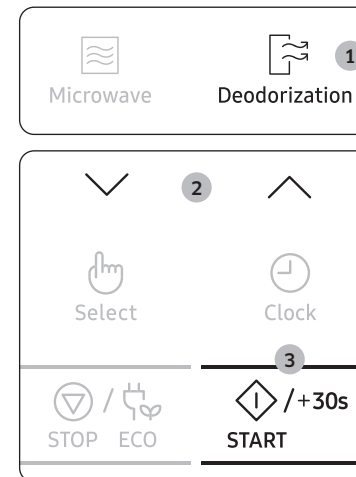 1
Microwave Deodorization
2
Select Clock
3
/ /+30s
STOP ECO START